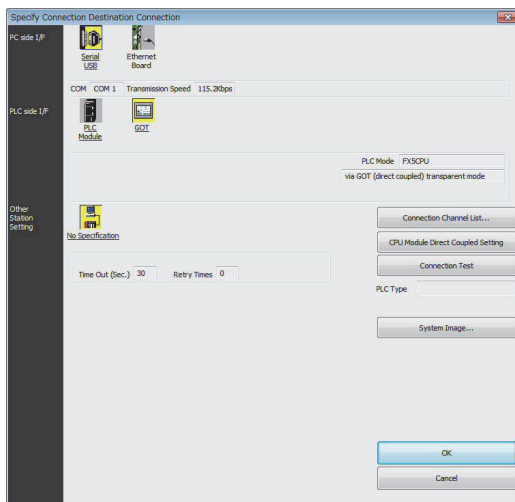 Specify Connection Destination Connection
PC side I/F
Serial
USB
Ethernet
Board
COM COM 1 Transmission Speed 115.2Kbps
PLC side I/F
PLC
Module
GOT
PLC Mode FX5CPU
via GOT (direct coupled) transparent mode
Other
Station
Setting
No Specification
Connection Channel List...
CPU Module Direct Coupled Setting
Time Out (Sec.) 30 Retry Times 0
Connection Test
PLC Type
System Image...
OK
Cancel